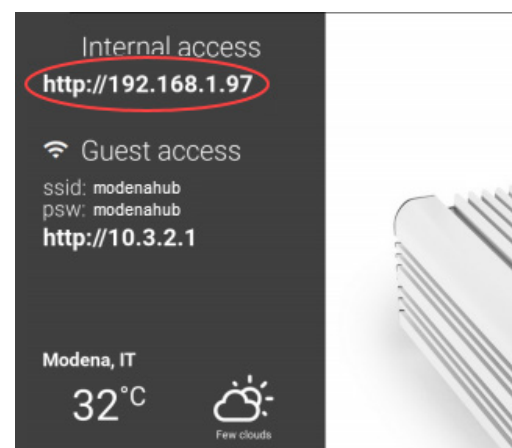 Internal access
http://192.168.1.97
Guest access
ssid: modenahub
psw: modenahub
http://10.3.2.1
Modena, IT
32°C
Few clouds